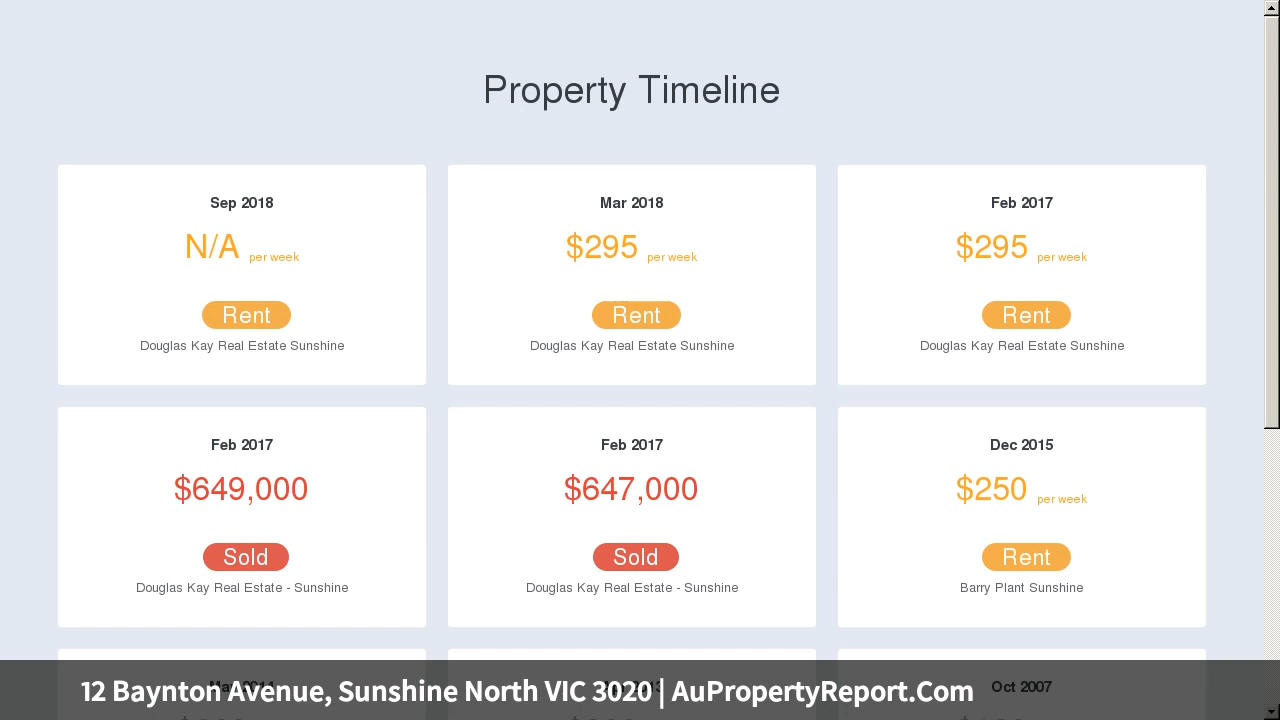 Property Timeline
Sep 2018
N/A per week
Rent
Douglas Kay Real Estate Sunshine
Mar 2018
$295 per week
Rent
Douglas Kay Real Estate Sunshine
Feb 2017
$295 per week
Rent
Douglas Kay Real Estate Sunshine
Feb 2017
$649,000
Sold
Douglas Kay Real Estate - Sunshine
Feb 2017
$647,000
Sold
Douglas Kay Real Estate - Sunshine
Dec 2015
$250 per week
Rent
Barry Plant Sunshine
Oct 2007
12 Baynton Avenue, Sunshine North VIC 3020 | AuPropertyReport.Com